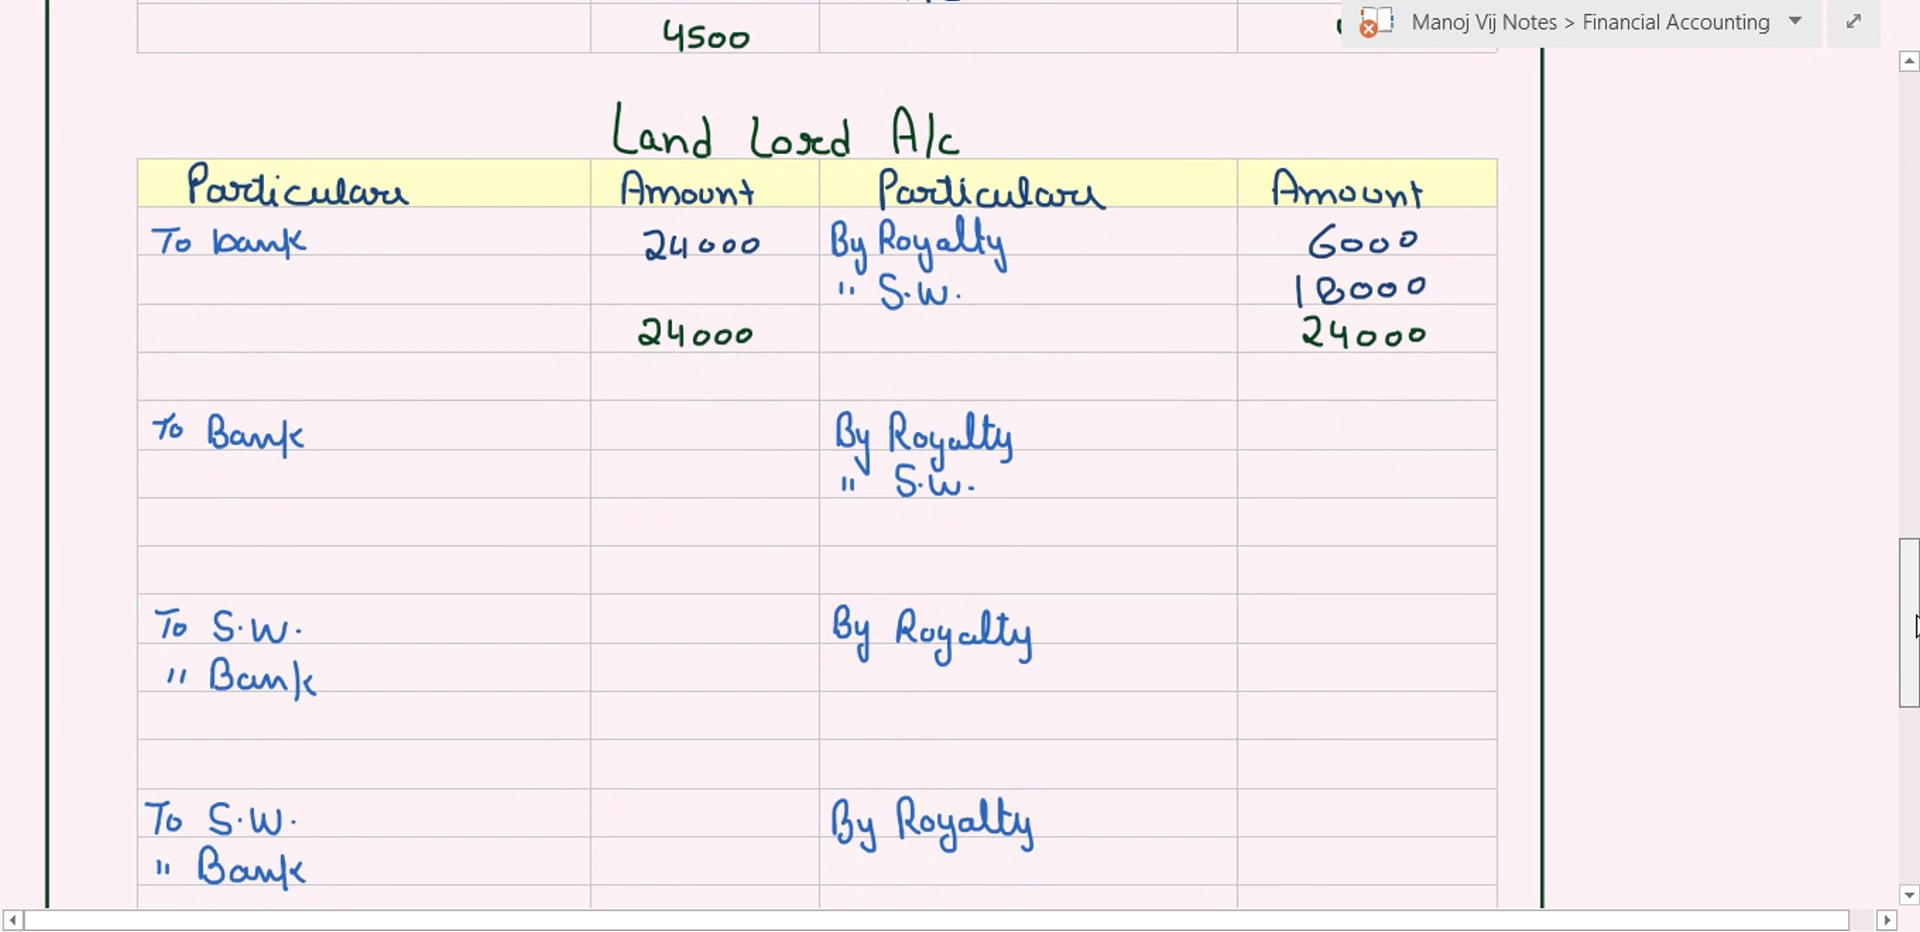 Manoj Vij Notes > Financial Accounting
4500
Land Lord A/c
Particulars Amount Particulars Amount
To bank 24000 By Royalty 6000
" S.W. 18000
24000 24000
To Bank By Royalty
" S.W.
To S.W. By Royalty
" Bank
To S.W. By Royalty
" Bank